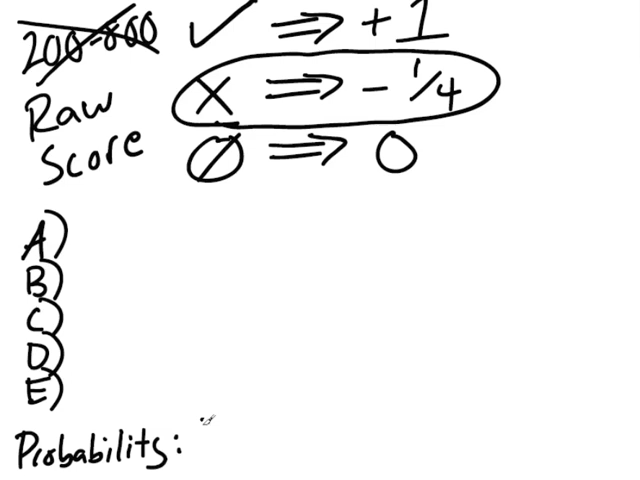 200-800 ✓ ⇒ +1
Raw Score
X ⇒ - 1/4
∅ ⇒ 0
A)
B)
C)
D)
E)
Probabilits: